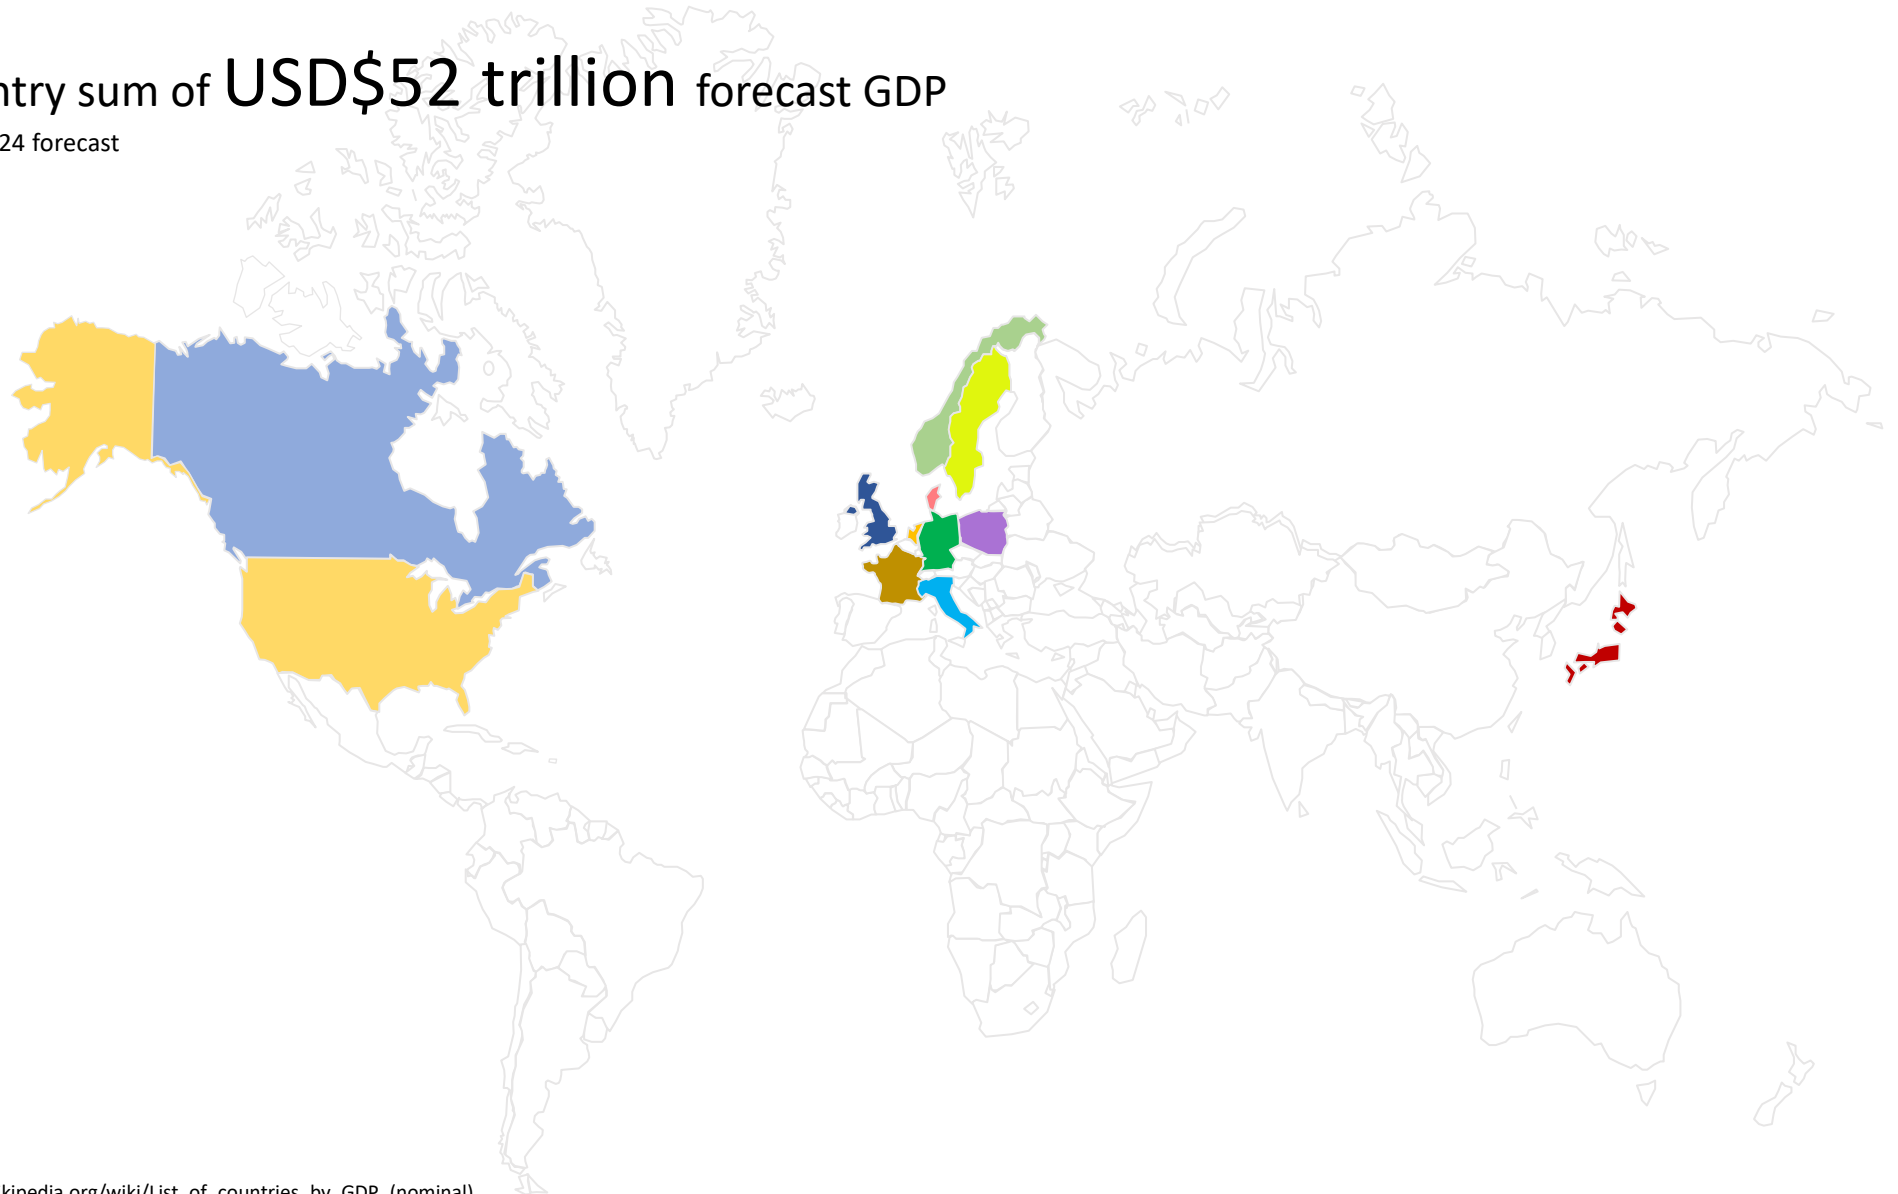 ntry sum of USD$52 trillion forecast GDP
24 forecast
kipedia.org/wiki/List_of_countries_by_GDP_(nominal)